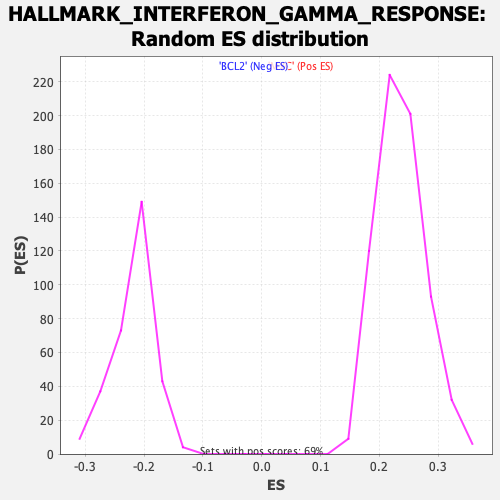 HALLMARK_INTERFERON_GAMMA_RESPONSE:
Random ES distribution
'BCL2' (Neg ES) (Pos ES)
220
200
180
160
140
120
100
80
60
40
20
0
P(ES)
Sets with pos scores: 69%
-0.3 -0.2 -0.1 0.0 0.1 0.2 0.3
ES